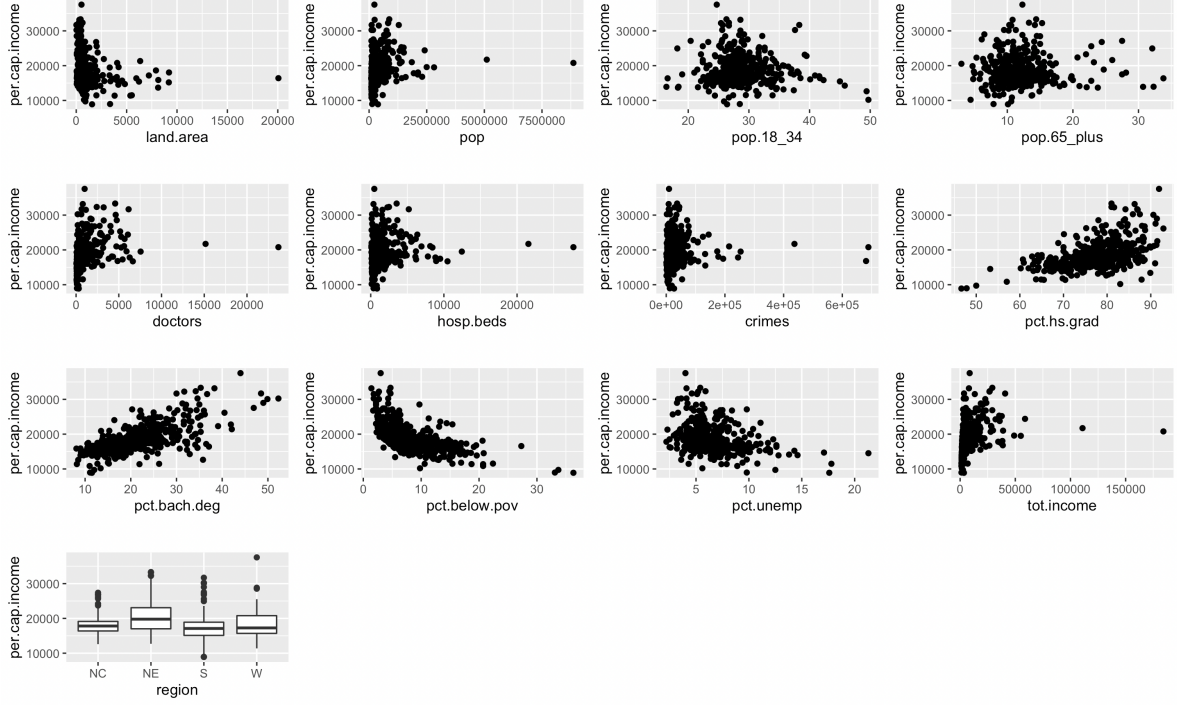 per.cap.income
30000
20000
10000
0
5000
10000
15000
20000
land.area
per.cap.income
30000
20000
10000
0
2500000
5000000
7500000
pop
per.cap.income
30000
20000
10000
20
30
40
50
pop.18_34
per.cap.income
30000
20000
10000
10
20
30
pop.65_plus
per.cap.income
30000
20000
10000
0
5000
10000
15000
20000
doctors
per.cap.income
30000
20000
10000
0
10000
20000
hosp.beds
per.cap.income
30000
20000
10000
0e+00
2e+05
4e+05
6e+05
crimes
per.cap.income
30000
20000
10000
50
60
70
80
90
pct.hs.grad
per.cap.income
30000
20000
10000
10
20
30
40
50
pct.bach.deg
per.cap.income
30000
20000
10000
0
10
20
30
pct.below.pov
per.cap.income
30000
20000
10000
5
10
15
20
pct.unemp
per.cap.income
30000
20000
10000
0
50000
100000
150000
tot.income
per.cap.income
30000
20000
10000
NC
NE
S
W
region